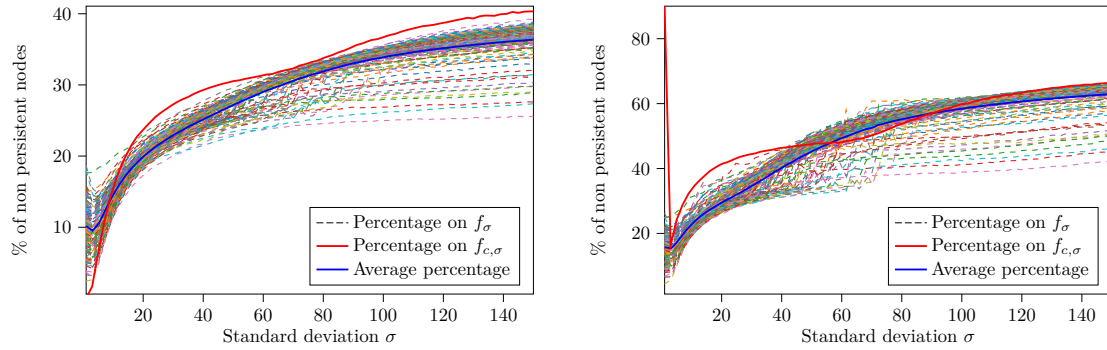 % of non persistent nodes
40
30
20
10
Percentage on f_σ
Percentage on f_{c,σ}
Average percentage
20 40 60 80 100 120 140
Standard deviation σ
% of non persistent nodes
80
60
40
20
Percentage on f_σ
Percentage on f_{c,σ}
Average percentage
20 40 60 80 100 120 140
Standard deviation σ